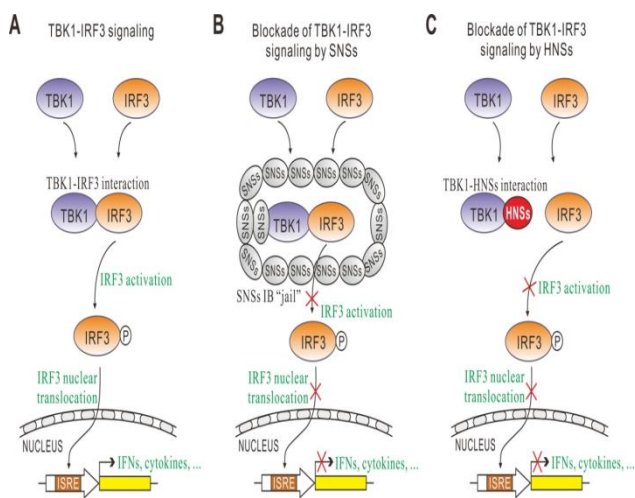 A
TBK1-IRF3 signaling
TBK1
IRF3
TBK1-IRF3 interaction
TBK1
IRF3
IRF3 activation
IRF3
P
IRF3 nuclear
translocation
NUCLEUS
ISRE
IFNs, cytokines, ...
B
Blockade of TBK1-IRF3
signaling by SNSs
TBK1
IRF3
SNSs
SNSs
SNSs
SNSs
SNSs
SNSs
SNSs
SNSs
TBK1
IRF3
SNSs
SNSs
SNSs
SNSs
SNSs
SNSs
SNSs
SNSs IB "jail"
IRF3 activation
IRF3
P
IRF3 nuclear
translocation
NUCLEUS
ISRE
IFNs, cytokines, ...
C
Blockade of TBK1-IRF3
signaling by HNSs
TBK1
IRF3
TBK1-HNSs interaction
TBK1
HNSs
IRF3
IRF3 activation
IRF3
P
IRF3 nuclear
translocation
NUCLEUS
ISRE
IFNs, cytokines, ...